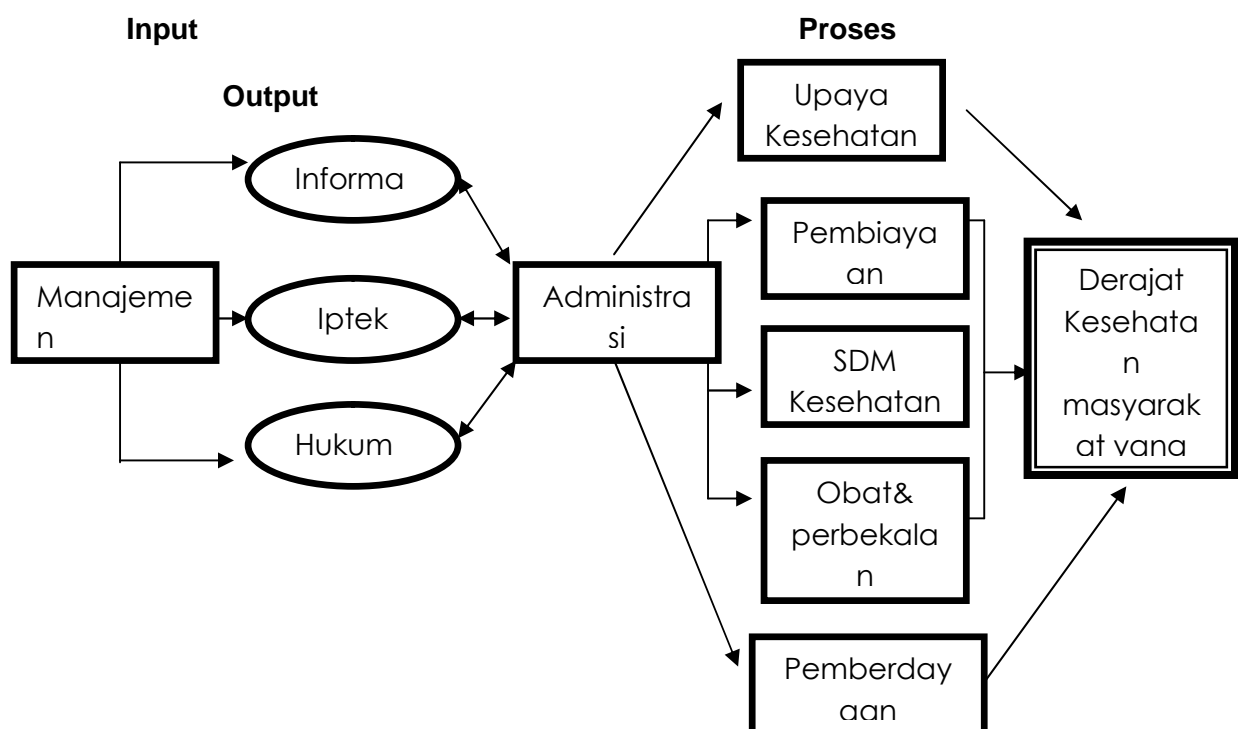 Input
Proses
Output
Upaya
Kesehatan
Informa
Pembiaya
an
Manajeme
n
Iptek
Administra
si
Derajat
Kesehata
n
masyarak
at yana
SDM
Kesehatan
Hukum
Obat&
perbekala
n
Pemberday
aan